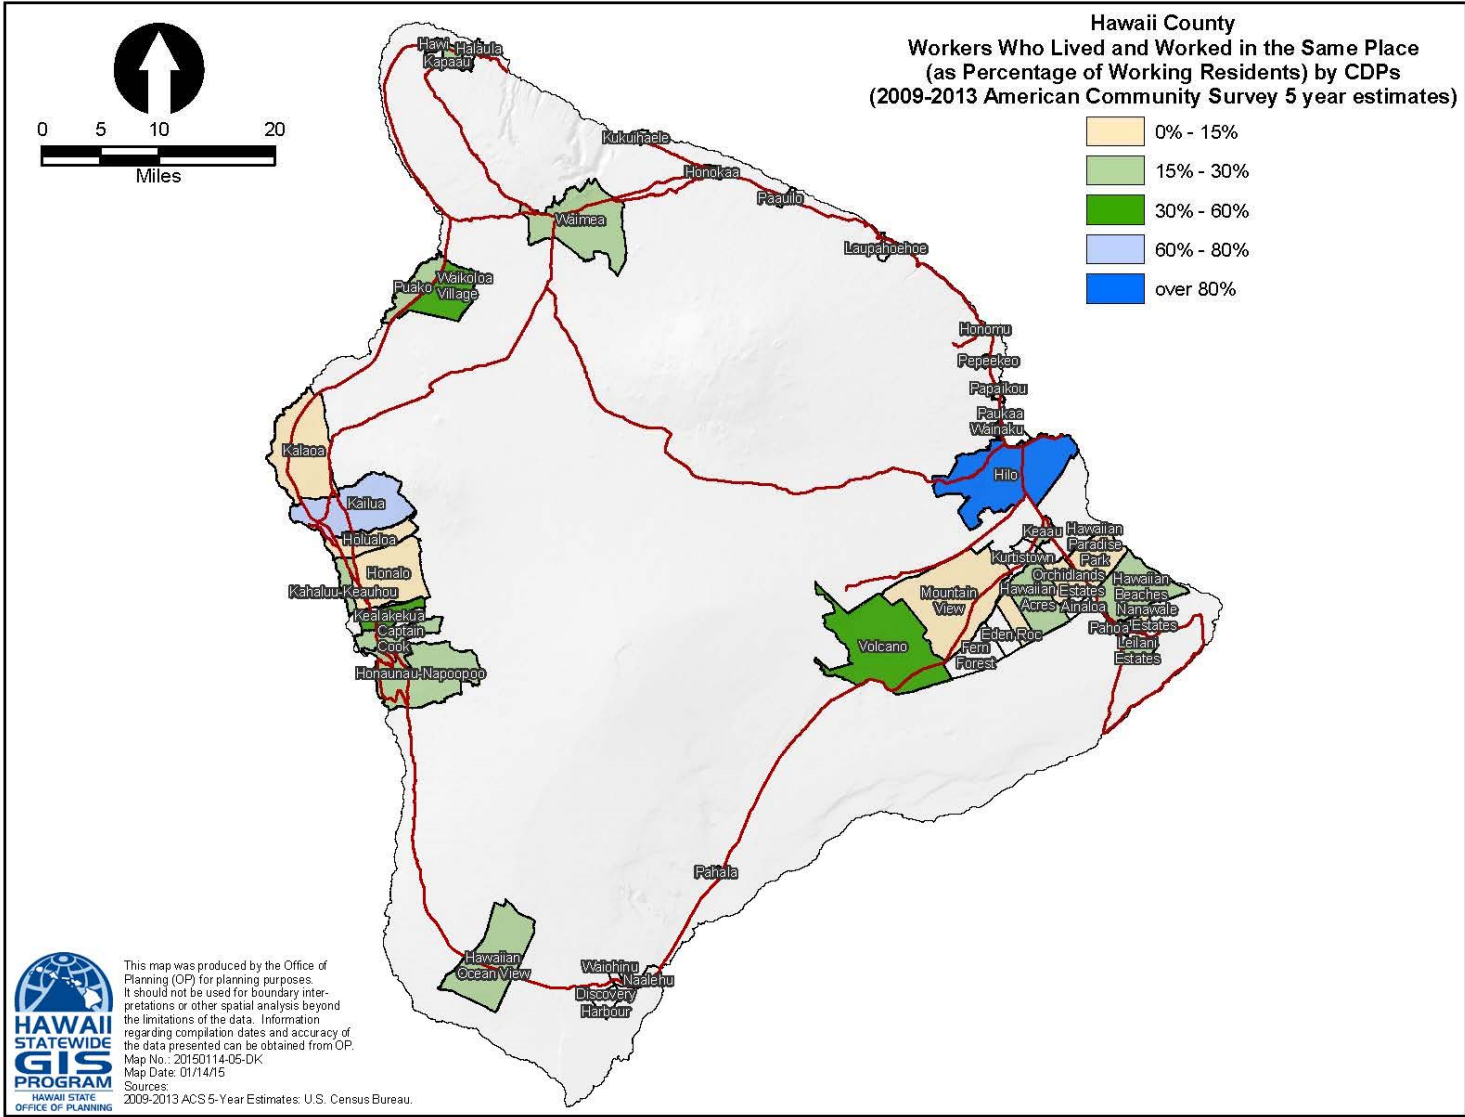 Hawaii County
Workers Who Lived and Worked in the Same Place
(as Percentage of Working Residents) by CDPs
(2009-2013 American Community Survey 5 year estimates)
0% - 15%
15% - 30%
30% - 60%
60% - 80%
over 80%
0 5 10 20
Miles
Hawi
Halaula
Kapaau
Kukuihaele
Honokaa
Paauilo
Waimea
Laupahoehoe
Puako
Waikoloa
Village
Honomu
Pepeekeo
Papaikou
Paukaa
Wainaku
Kalaoa
Hilo
Kailua
Holualoa
Keaau
Hawaiian
Paradise
Park
Kurtistown
Honalo
Kahaluu-Keauhou
Orchidlands
Estates
Hawaiian
Acres
Ainaloa
Hawaiian
Beaches
Mountain
View
Nanawale
Estates
Kealakekua
Captain
Cook
Pahoa
Eden Roc
Leilani
Estates
Volcano
Fern
Forest
Honaunau-Napoopoo
Pahala
Hawaiian
Ocean View
Waiohinu
Naalehu
Discovery
Harbour
HAWAII
STATEWIDE
GIS
PROGRAM
HAWAII STATE
OFFICE OF PLANNING
This map was produced by the Office of
Planning (OP) for planning purposes.
It should not be used for boundary inter-
pretations or other spatial analysis beyond
the limitations of the data. Information
regarding compilation dates and accuracy of
the data presented can be obtained from OP.
Map No.: 20150114-05-DK
Map Date: 01/14/15
Sources:
2009-2013 ACS 5-Year Estimates: U.S. Census Bureau.